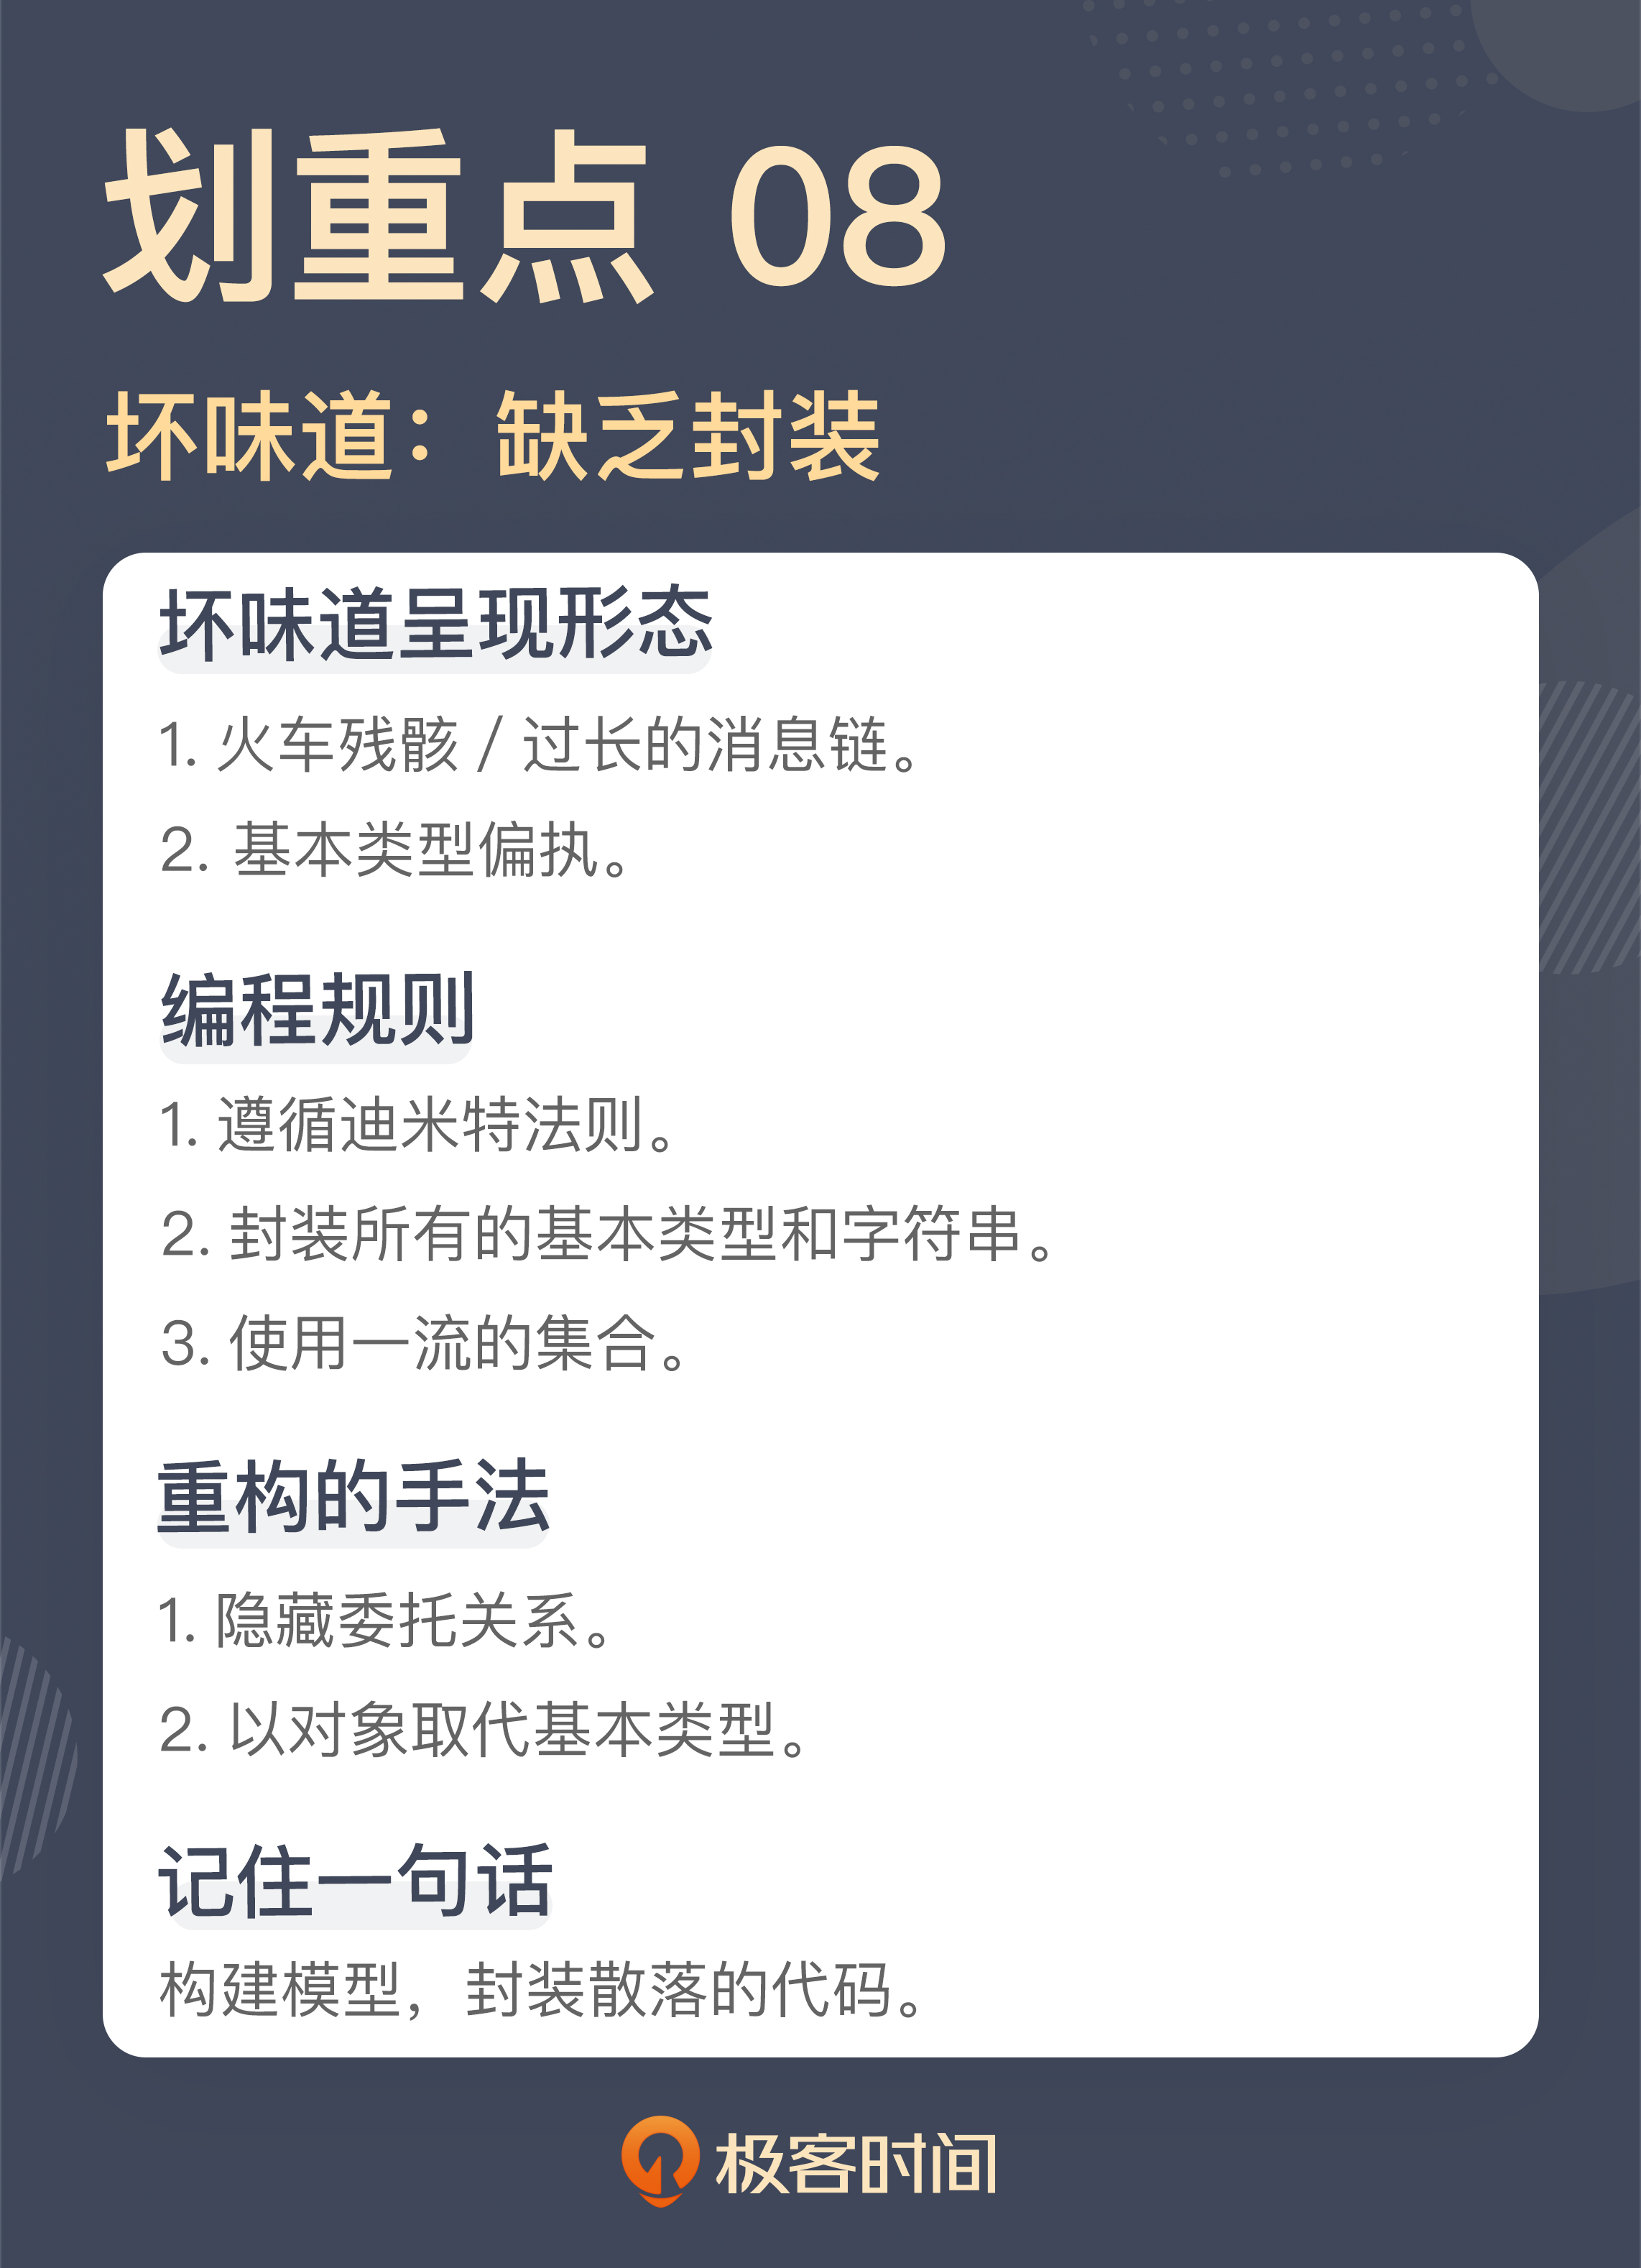 划重点 08
坏味道：缺乏封装
坏味道呈现形态
1. 火车残骸 / 过长的消息链。
2. 基本类型偏执。
编程规则
1. 遵循迪米特法则。
2. 封装所有的基本类型和字符串。
3. 使用一流的集合。
重构的手法
1. 隐藏委托关系。
2. 以对象取代基本类型。
记住一句话
构建模型，封装散落的代码。
极客时间